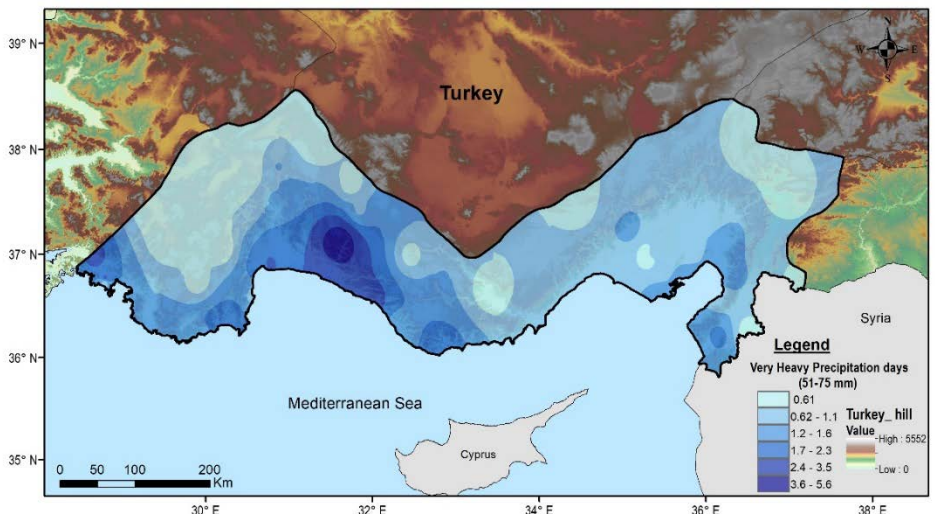 39° N
38° N
37° N
36° N
35° N
N
W
E
S
Turkey
Syria
Mediterranean Sea
Cyprus
Legend
Very Heavy Precipitation days
(51-75 mm)
0.61
0.62 - 1.1
1.2 - 1.6
1.7 - 2.3
2.4 - 3.5
3.6 - 5.6
Turkey_ hill
Value
High : 5552
Low : 0
0 50 100 200
Km
30° E 32° E 34° E 36° E 38° E